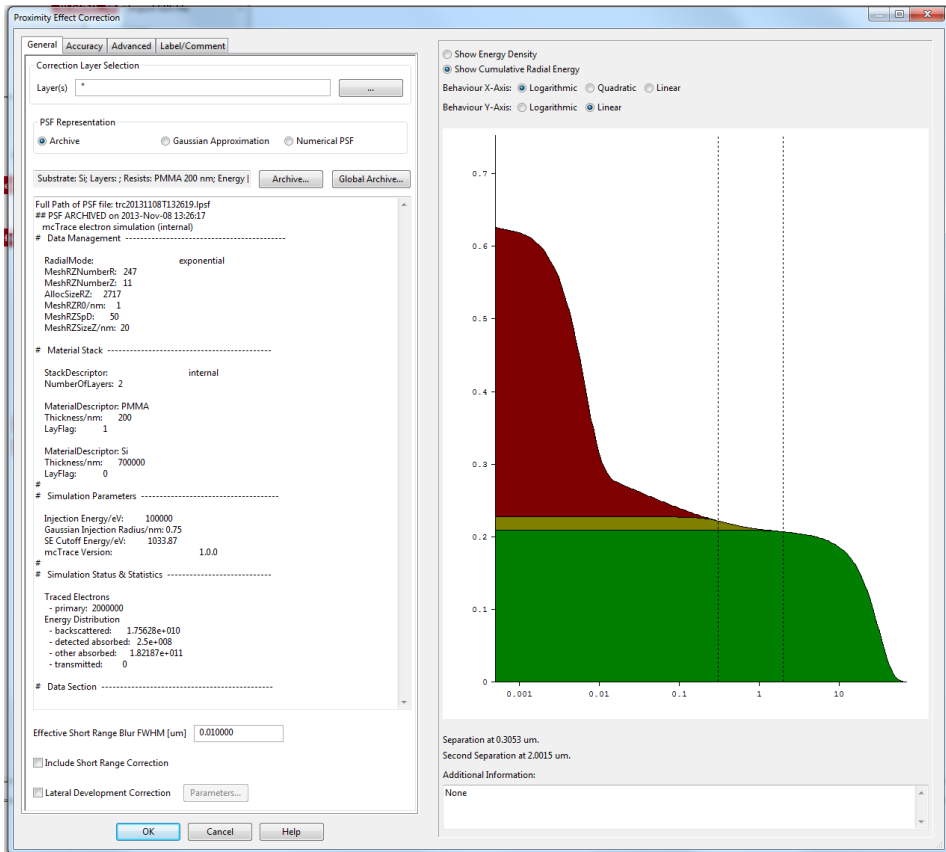 Proximity Effect Correction
General Accuracy Advanced Label/Comment
Correction Layer Selection
Layer(s) * ...
PSF Representation
Archive Gaussian Approximation Numerical PSF
Substrate: Si; Layers: ; Resists: PMMA 200 nm; Energy | Archive... Global Archive...
Full Path of PSF file: trc20131108T132619.lpsf
## PSF ARCHIVED on 2013-Nov-08 13:26:17
mcTrace electron simulation (internal)
# Data Management --------------------------------------------
RadialMode: exponential
MeshRZNumberR: 247
MeshRZNumberZ: 11
AllocSizeRZ: 2717
MeshRZR0/nm: 1
MeshRZSpD: 50
MeshRZSizeZ/nm: 20
# Material Stack --------------------------------------------
StackDescriptor: internal
NumberOfLayers: 2
MaterialDescriptor: PMMA
Thickness/nm: 200
LayFlag: 1
MaterialDescriptor: Si
Thickness/nm: 700000
LayFlag: 0
#
# Simulation Parameters -------------------------------------
Injection Energy/eV: 100000
Gaussian Injection Radius/nm: 0.75
SE Cutoff Energy/eV: 1033.87
mcTrace Version: 1.0.0
#
# Simulation Status & Statistics ----------------------------
Traced Electrons
- primary: 2000000
Energy Distribution
- backscattered: 1.75628e+010
- detected absorbed: 2.5e+008
- other absorbed: 1.82187e+011
- transmitted: 0
# Data Section ----------------------------------------------
Effective Short Range Blur FWHM [um] 0.010000
Include Short Range Correction
Lateral Development Correction Parameters...
OK Cancel Help
Show Energy Density
Show Cumulative Radial Energy
Behaviour X-Axis: Logarithmic Quadratic Linear
Behaviour Y-Axis: Logarithmic Linear
0.7
0.6
0.5
0.4
0.3
0.2
0.1
0
0.001 0.01 0.1 1 10
Separation at 0.3053 um.
Second Separation at 2.0015 um.
Additional Information:
None